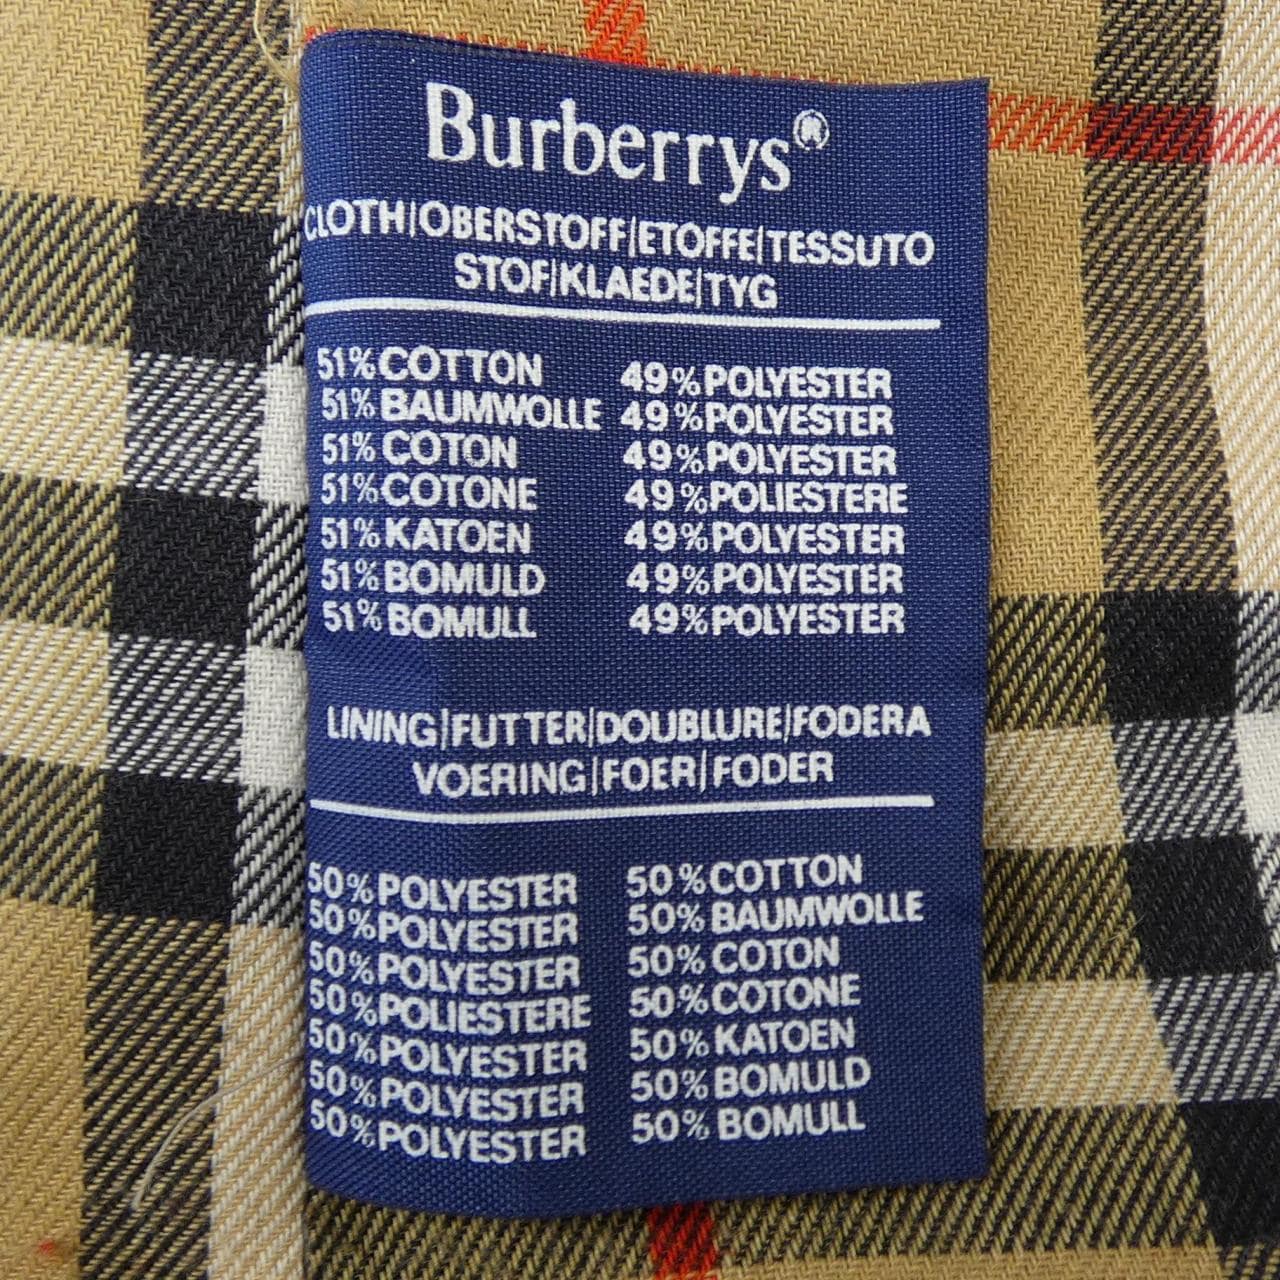 Burberrys®
CLOTH|OBERSTOFF|ETOFFE|TESSUTO
STOF|KLAEDE|TYG
51% COTTON 49% POLYESTER
51% BAUMWOLLE 49% POLYESTER
51% COTON 49% POLYESTER
51% COTONE 49% POLIESTERE
51% KATOEN 49% POLYESTER
51% BOMULD 49% POLYESTER
51% BOMULL 49% POLYESTER
LINING|FUTTER|DOUBLURE|FODERA
VOERING|FOER|FODER
50% POLYESTER 50% COTTON
50% POLYESTER 50% BAUMWOLLE
50% POLYESTER 50% COTON
50% POLIESTERE 50% COTONE
50% POLYESTER 50% KATOEN
50% POLYESTER 50% BOMULD
50% POLYESTER 50% BOMULL